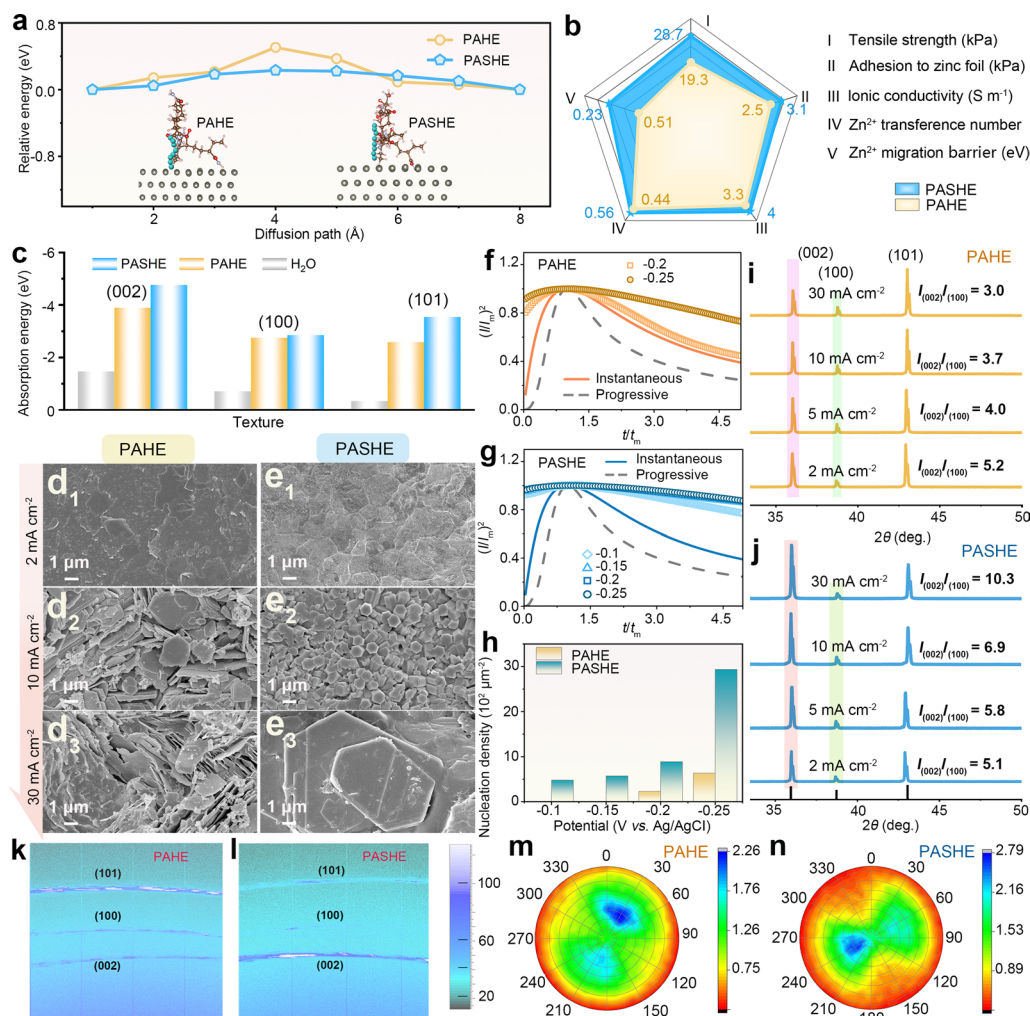 a
0.8
0.0
-0.8
Relative energy (eV)
PAHE
PASHE
PAHE
PASHE
2 4 6 8
Diffusion path (Å)
b
I
28.7
19.3
II
2.5
3.1
III
3.3
4
IV
0.44
0.56
V
0.23
0.51
I Tensile strength (kPa)
II Adhesion to zinc foil (kPa)
III Ionic conductivity (S m⁻¹)
IV Zn²⁺ transference number
V Zn²⁺ migration barrier (eV)
PASHE
PAHE
c
-6
-4
-2
0
Absorption energy (eV)
PASHE PAHE H₂O
(002)
(100)
(101)
Texture
PAHE
PASHE
2 mA cm⁻²
10 mA cm⁻²
30 mA cm⁻²
d₁
1 μm
e₁
1 μm
d₂
1 μm
e₂
1 μm
d₃
1 μm
e₃
1 μm
f
PAHE
-0.2
-0.25
1.2
0.8
0.4
0.0
(I/Iₘ)²
Instantaneous
Progressive
0.0 1.5 3.0 4.5
t/tₘ
g
PASHE
Instantaneous
Progressive
1.2
0.8
0.4
0.0
(I/Iₘ)²
-0.1
-0.15
-0.2
-0.25
0.0 1.5 3.0 4.5
t/tₘ
h
PAHE
PASHE
30
20
10
0
Nucleation density (10² μm⁻²)
-0.1 -0.15 -0.2 -0.25
Potential (V vs. Ag/AgCl)
i
(002)
(100)
(101)
PAHE
30 mA cm⁻²
I₍₀₀₂₎/I₍₁₀₀₎ = 3.0
10 mA cm⁻²
I₍₀₀₂₎/I₍₁₀₀₎ = 3.7
5 mA cm⁻²
I₍₀₀₂₎/I₍₁₀₀₎ = 4.0
2 mA cm⁻²
I₍₀₀₂₎/I₍₁₀₀₎ = 5.2
35 40 45 50
2θ (deg.)
j
PASHE
30 mA cm⁻²
I₍₀₀₂₎/I₍₁₀₀₎ = 10.3
10 mA cm⁻²
I₍₀₀₂₎/I₍₁₀₀₎ = 6.9
5 mA cm⁻²
I₍₀₀₂₎/I₍₁₀₀₎ = 5.8
2 mA cm⁻²
I₍₀₀₂₎/I₍₁₀₀₎ = 5.1
35 40 45 50
2θ (deg.)
k
PAHE
(101)
(100)
(002)
l
PASHE
(101)
(100)
(002)
100
60
20
m
PAHE
0
30
60
90
120
150
210
240
270
300
330
2.26
1.76
1.26
0.75
0
n
PASHE
0
30
60
90
120
150
180
210
240
270
300
330
2.79
2.16
1.53
0.89
0